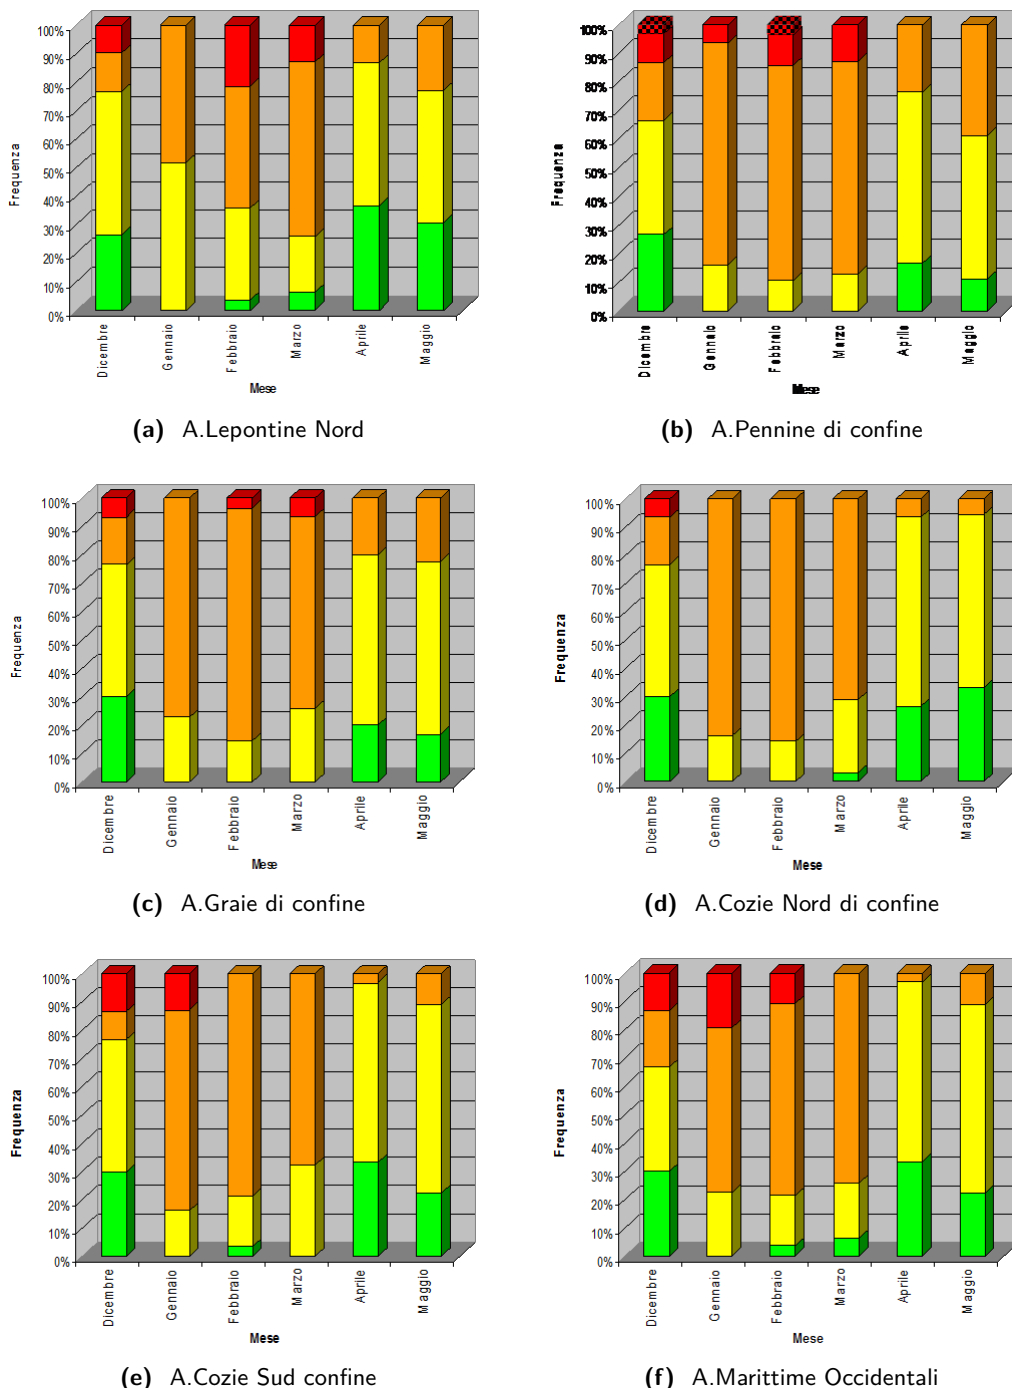 100%
90%
80%
70%
60%
50%
40%
30%
20%
10%
0%
Frequenza
Dicembre
Gennaio
Febbraio
Marzo
Aprile
Maggio
Mese
(a) A.Lepontine Nord
100%
90%
80%
70%
60%
50%
40%
30%
20%
10%
0%
Frequenza
Dicembre
Gennaio
Febbraio
Marzo
Aprile
Maggio
Mese
(b) A.Pennine di confine
100%
90%
80%
70%
60%
50%
40%
30%
20%
10%
0%
Frequenza
Dicembre
Gennaio
Febbraio
Marzo
Aprile
Maggio
Mese
(c) A.Graie di confine
100%
90%
80%
70%
60%
50%
40%
30%
20%
10%
0%
Frequenza
Dicembre
Gennaio
Febbraio
Marzo
Aprile
Maggio
Mese
(d) A.Cozie Nord di confine
100%
90%
80%
70%
60%
50%
40%
30%
20%
10%
0%
Frequenza
Dicembre
Gennaio
Febbraio
Marzo
Aprile
Maggio
Mese
(e) A.Cozie Sud confine
100%
90%
80%
70%
60%
50%
40%
30%
20%
10%
0%
Frequenza
Dicembre
Gennaio
Febbraio
Marzo
Aprile
Maggio
Mese
(f) A.Marittime Occidentali